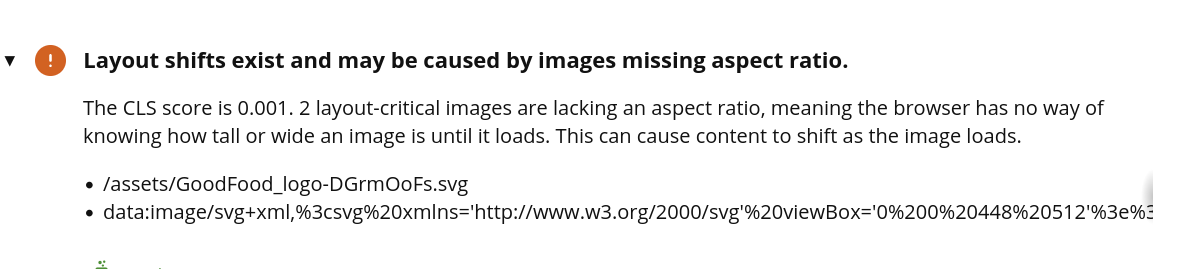 Layout shifts exist and may be caused by images missing aspect ratio.
The CLS score is 0.001. 2 layout-critical images are lacking an aspect ratio, meaning the browser has no way of
knowing how tall or wide an image is until it loads. This can cause content to shift as the image loads.
• /assets/GoodFood_logo-DGrmOoFs.svg
• data:image/svg+xml,%3csvg%20xmlns='http://www.w3.org/2000/svg'%20viewBox='0%200%20448%20512'%3e%3